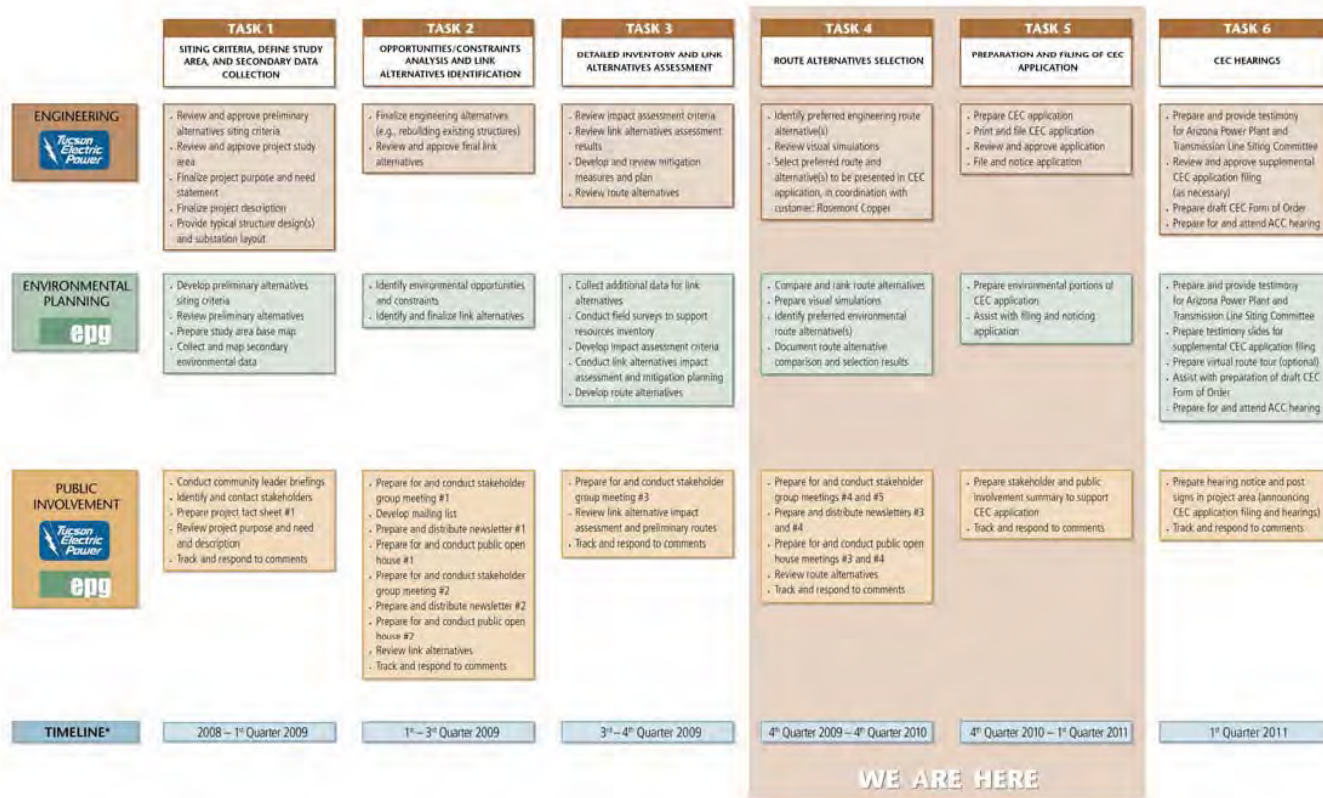 TASK 1
SITING CRITERIA, DEFINE STUDY
AREA, AND SECONDARY DATA
COLLECTION
TASK 2
OPPORTUNITIES/CONSTRAINTS
ANALYSIS AND LINK
ALTERNATIVES IDENTIFICATION
TASK 3
DETAILED INVENTORY AND LINK
ALTERNATIVES ASSESSMENT
TASK 4
ROUTE ALTERNATIVES SELECTION
TASK 5
PREPARATION AND FILING OF CEC
APPLICATION
TASK 6
CEC HEARINGS
ENGINEERING
Tucson
Electric
Power
• Review and approve preliminary
alternatives siting criteria
• Review and approve project study
area
• Finalize project purpose and need
statement
• Finalize project description
• Provide typical structure design(s)
and substation layout
• Finalize engineering alternatives
(e.g., rebuilding existing structures)
• Review and approve final link
alternatives
• Review impact assessment criteria
• Review link alternatives assessment
results
• Develop and review mitigation
measures and plan
• Review route alternatives
• Identify preferred engineering route
alternative(s)
• Review visual simulations
• Select preferred route and
alternative(s) to be presented in CEC
application, in coordination with
customer: Rosemont Copper
• Prepare CEC application
• Print and file CEC application
• Review and approve application
• File and notice application
• Prepare and provide testimony
for Arizona Power Plant and
Transmission Line Siting Committee
• Review and approve supplemental
CEC application filing
(as necessary)
• Prepare draft CEC Form of Order
• Prepare for and attend ACC hearing
ENVIRONMENTAL
PLANNING
epg
• Develop preliminary alternatives
siting criteria
• Review preliminary alternatives
• Prepare study area base map
• Collect and map secondary
environmental data
• Identify environmental opportunities
and constraints
• Identify and finalize link alternatives
• Collect additional data for link
alternatives
• Conduct field surveys to support
resources inventory
• Develop impact assessment criteria
• Conduct link alternatives impact
assessment and mitigation planning
• Develop route alternatives
• Compare and rank route alternatives
• Prepare visual simulations
• Identify preferred environmental
route alternative(s)
• Document route alternative
comparison and selection results
• Prepare environmental portions of
CEC application
• Assist with filing and noticing
application
• Prepare and provide testimony
for Arizona Power Plant and
Transmission Line Siting Committee
• Prepare testimony slides for
supplemental CEC application filing
• Prepare virtual route tour (optional)
• Assist with preparation of draft CEC
Form of Order
• Prepare for and attend ACC hearing
PUBLIC
INVOLVEMENT
Tucson
Electric
Power
epg
• Conduct community leader briefings
• Identify and contact stakeholders
• Prepare project fact sheet #1
• Review project purpose and need
and description
• Track and respond to comments
• Prepare for and conduct stakeholder
group meeting #1
• Develop mailing list
• Prepare and distribute newsletter #1
• Prepare for and conduct public open
house #1
• Prepare for and conduct stakeholder
group meeting #2
• Prepare and distribute newsletter #2
• Prepare for and conduct public open
house #2
• Review link alternatives
• Track and respond to comments
• Prepare for and conduct stakeholder
group meeting #3
• Review link alternative impact
assessment and preliminary routes
• Track and respond to comments
• Prepare for and conduct stakeholder
group meetings #4 and #5
• Prepare and distribute newsletters #3
and #4
• Prepare for and conduct public open
house meetings #3 and #4
• Review route alternatives
• Track and respond to comments
• Prepare stakeholder and public
involvement summary to support
CEC application
• Track and respond to comments
• Prepare hearing notice and post
signs in project area (announcing
CEC application filing and hearings)
• Track and respond to comments
TIMELINE*
2008 – 1st Quarter 2009
1st – 3rd Quarter 2009
3rd – 4th Quarter 2009
4th Quarter 2009 – 4th Quarter 2010
4th Quarter 2010 – 1st Quarter 2011
1st Quarter 2011
WE ARE HERE